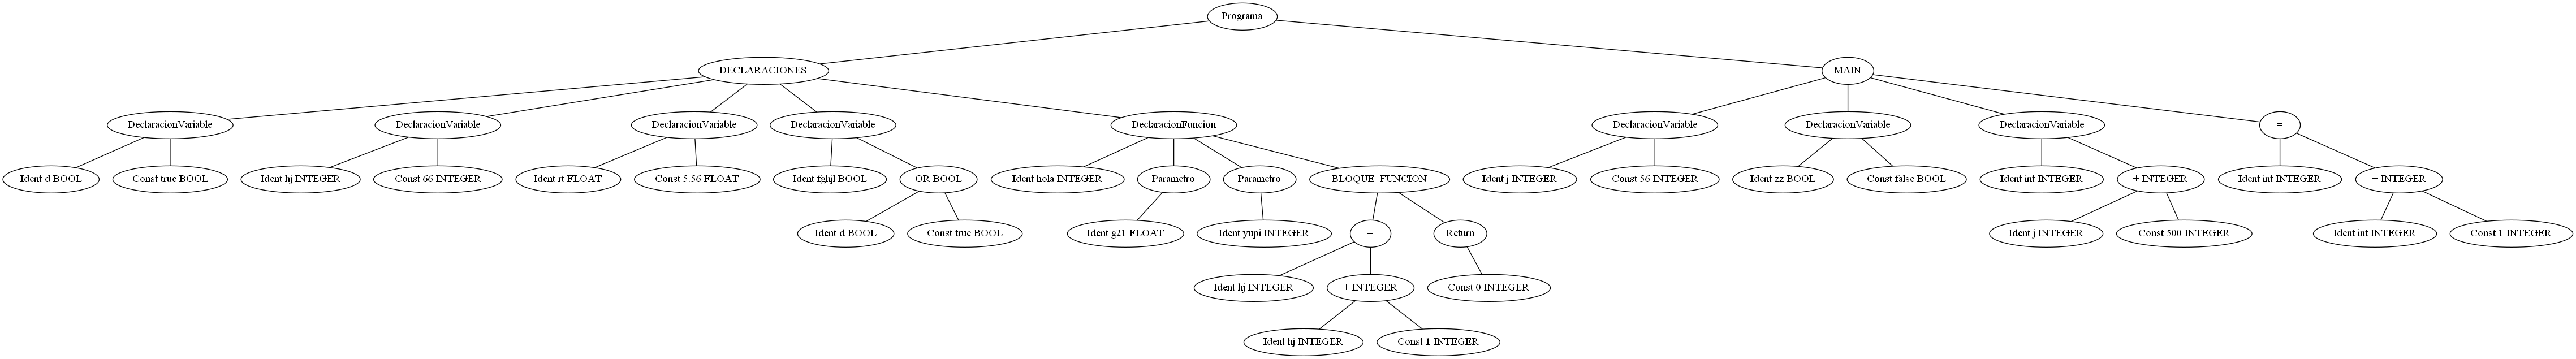 Programa
DECLARACIONES
MAIN
DeclaracionVariable
DeclaracionVariable
DeclaracionVariable
DeclaracionVariable
DeclaracionFuncion
DeclaracionVariable
DeclaracionVariable
DeclaracionVariable
=
Ident d BOOL
Const true BOOL
Ident hj INTEGER
Const 66 INTEGER
Ident rt FLOAT
Const 5.56 FLOAT
Ident fghjl BOOL
OR BOOL
Ident hola INTEGER
Parametro
Parametro
BLOQUE_FUNCION
Ident j INTEGER
Const 56 INTEGER
Ident zz BOOL
Const false BOOL
Ident int INTEGER
+ INTEGER
Ident int INTEGER
+ INTEGER
Ident d BOOL
Const true BOOL
Ident g21 FLOAT
Ident yupi INTEGER
=
Return
Ident j INTEGER
Const 500 INTEGER
Ident int INTEGER
Const 1 INTEGER
Ident hj INTEGER
+ INTEGER
Const 0 INTEGER
Ident hj INTEGER
Const 1 INTEGER